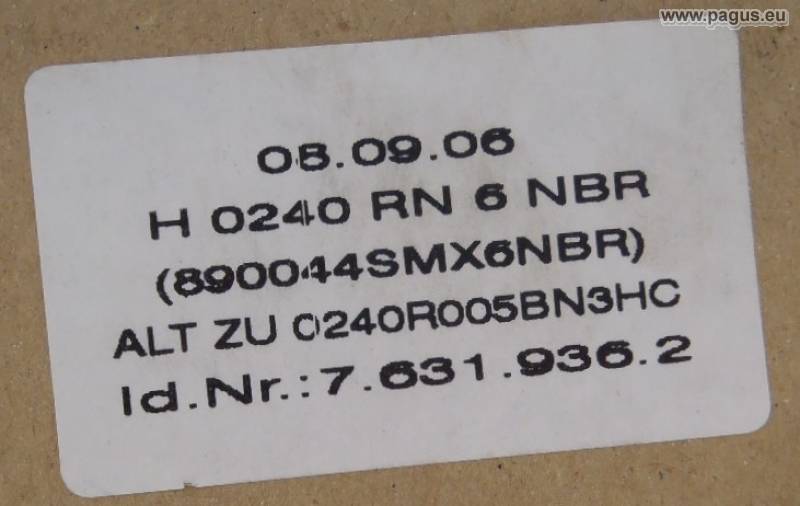 www.pagus.eu
08.09.06
H 0240 RN 6 NBR
(890044SMX6NBR)
ALT ZU 0240R005BN3HC
Id.Nr.:7.631.936.2